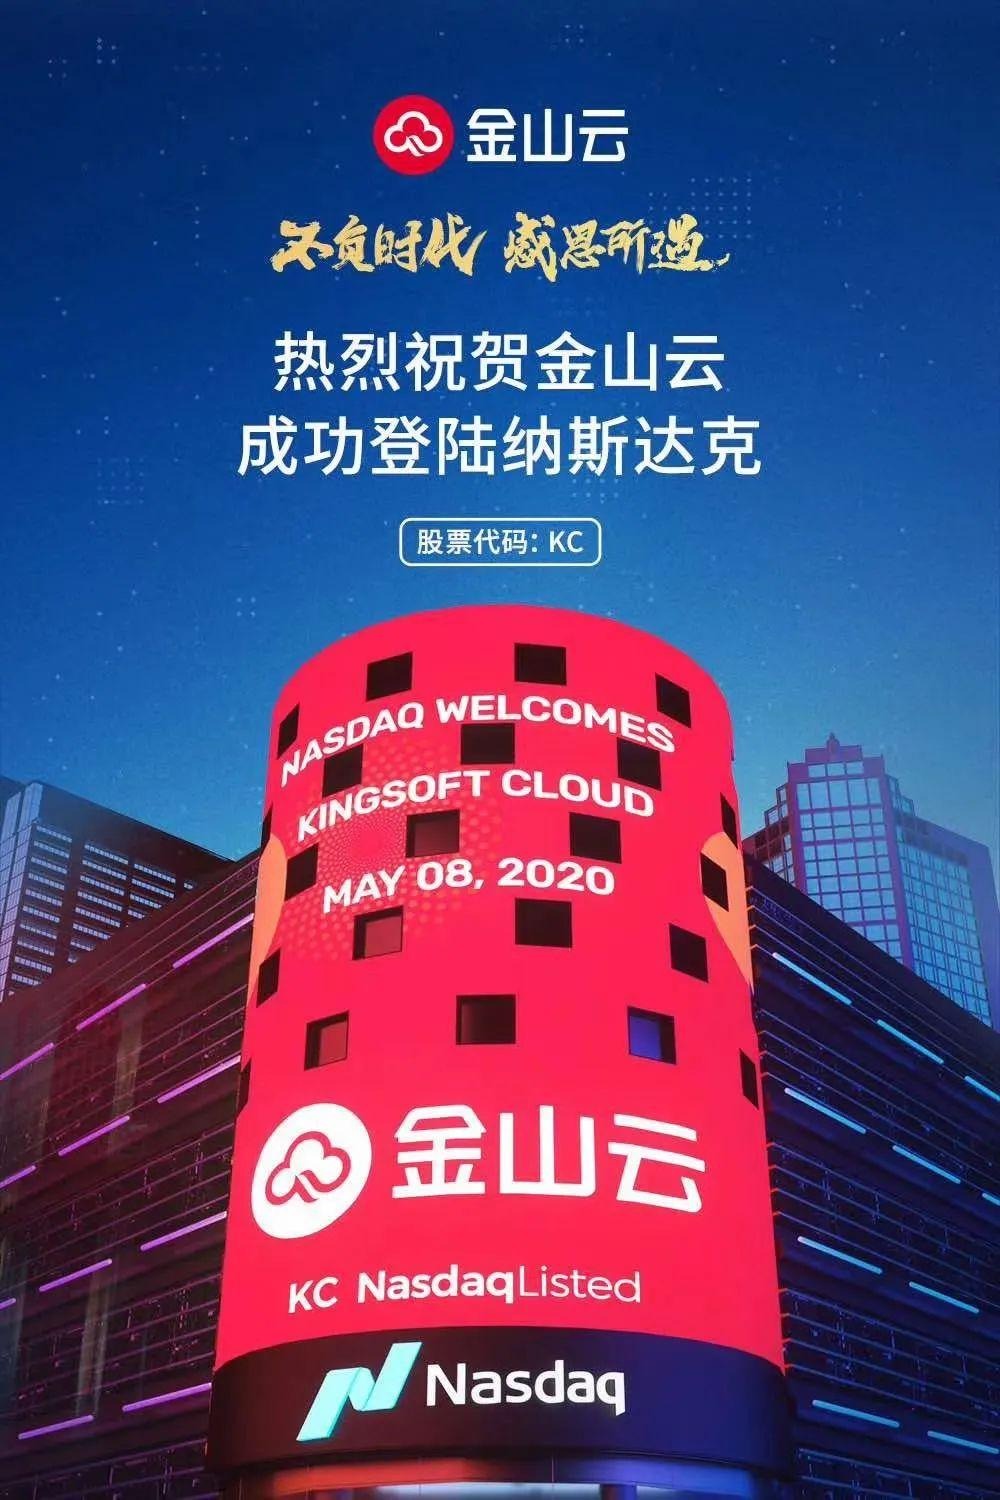 金山云
不负时代 感恩所遇
热烈祝贺金山云
成功登陆纳斯达克
股票代码: KC
NASDAQ WELCOMES
KINGSOFT CLOUD
MAY 08, 2020
金山云
KC NasdaqListed
Nasdaq